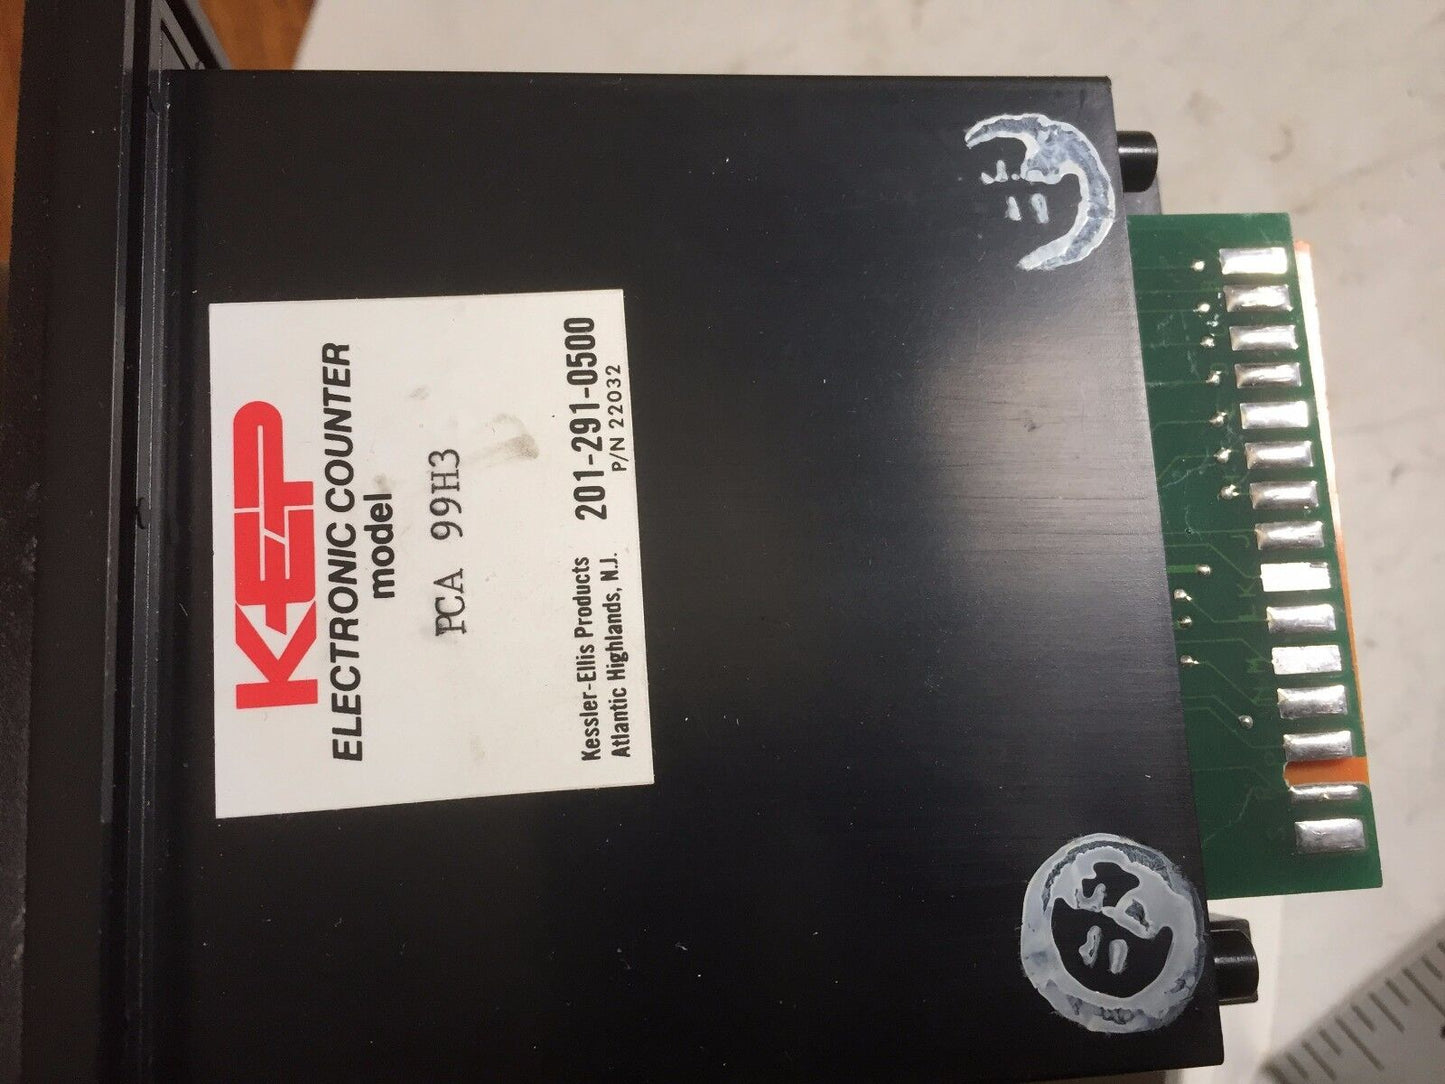 KEP
ELECTRONIC COUNTER
model
PCA 99H3
Kessler-Ellis Products 201-291-0500
Atlantic Highlands, N.J. P/N 22032
J
K
L
M
N
P
R
S